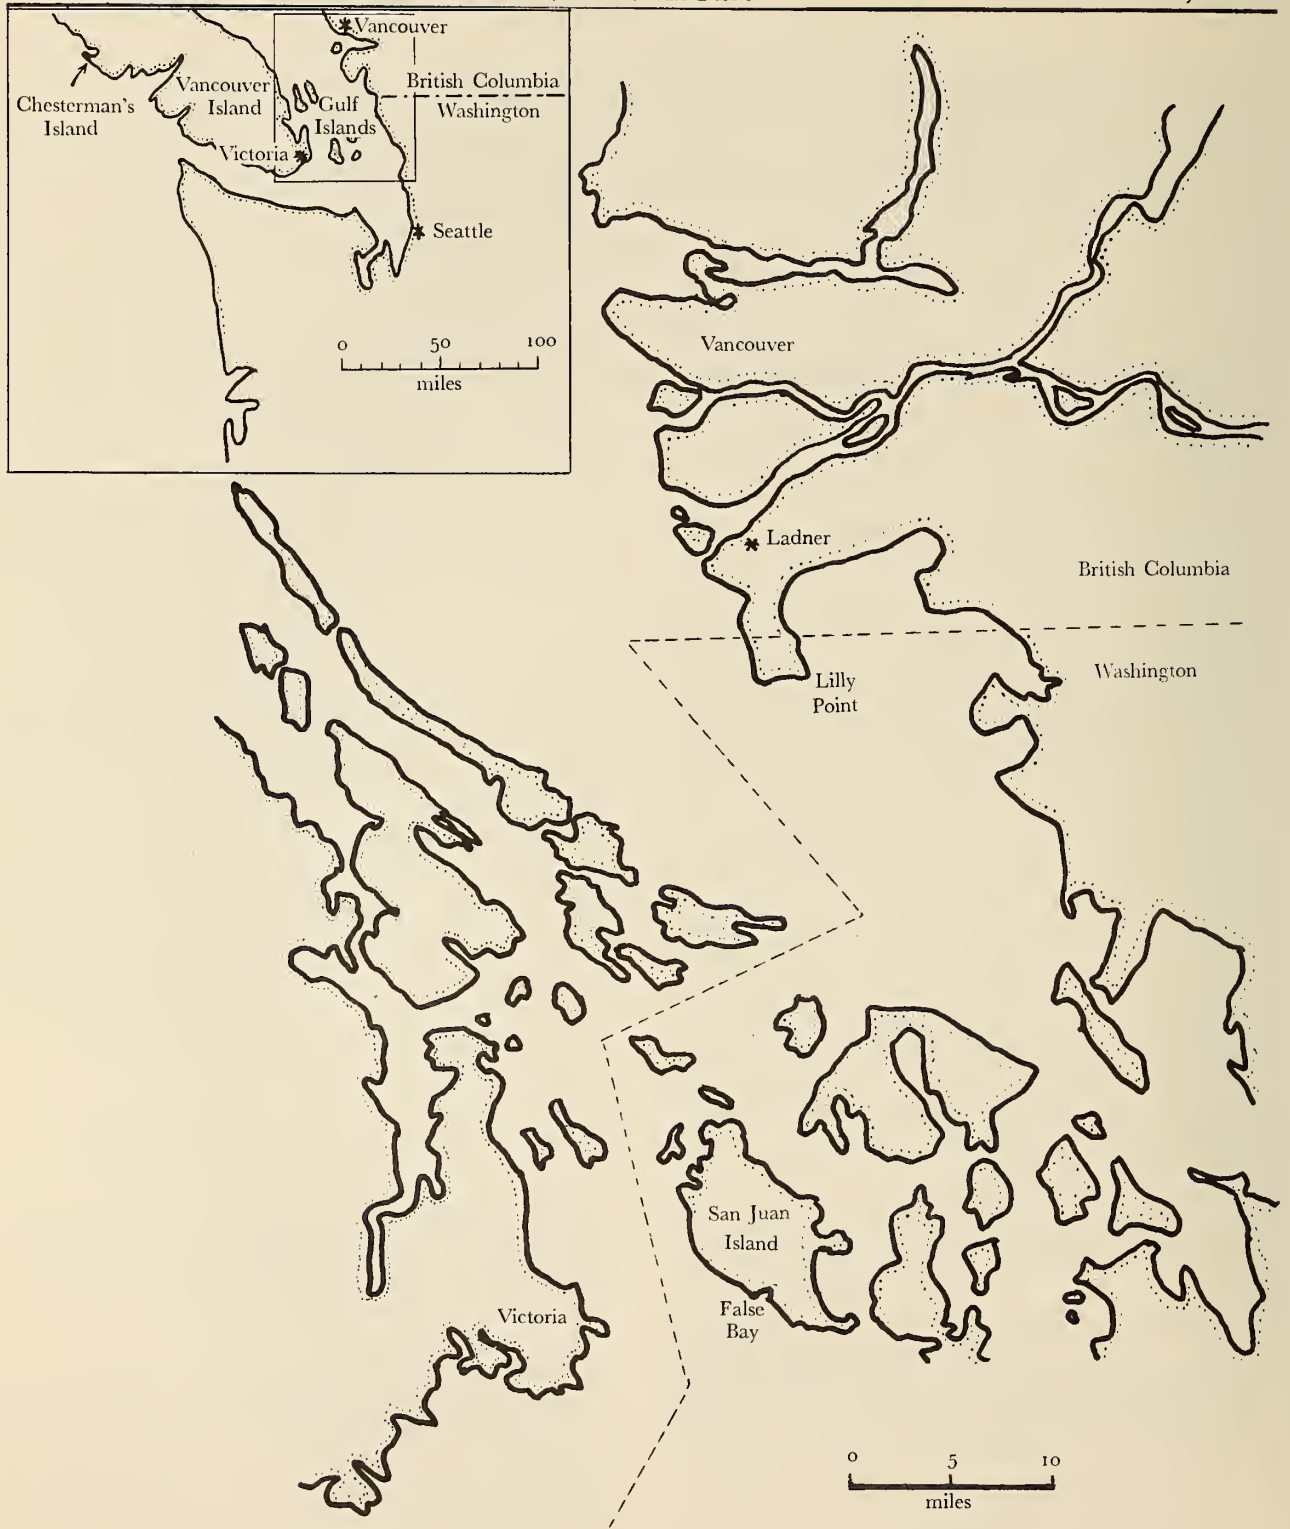 Vancouver
British Columbia
Washington
Vancouver
Island
Chesterman's
Island
Gulf
Islands
Victoria
Seattle
0 50 100
miles
Vancouver
Ladner
British Columbia
Washington
Lilly
Point
San Juan
Island
False
Bay
Victoria
0 5 10
miles